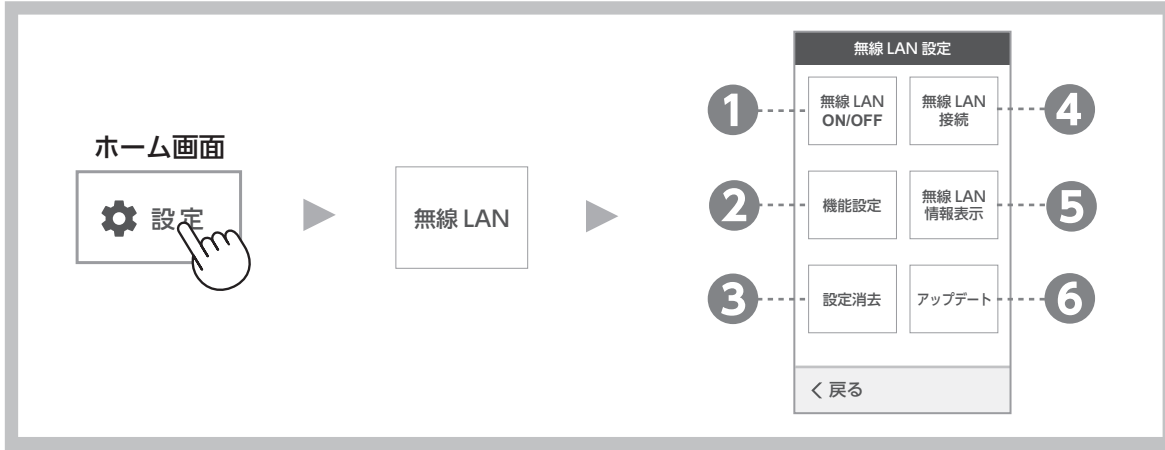 ホーム画面
設定
無線 LAN
無線 LAN 設定
1
無線 LAN
ON/OFF
無線 LAN
接続
4
2
機能設定
無線 LAN
情報表示
5
3
設定消去
アップデート
6
戻る